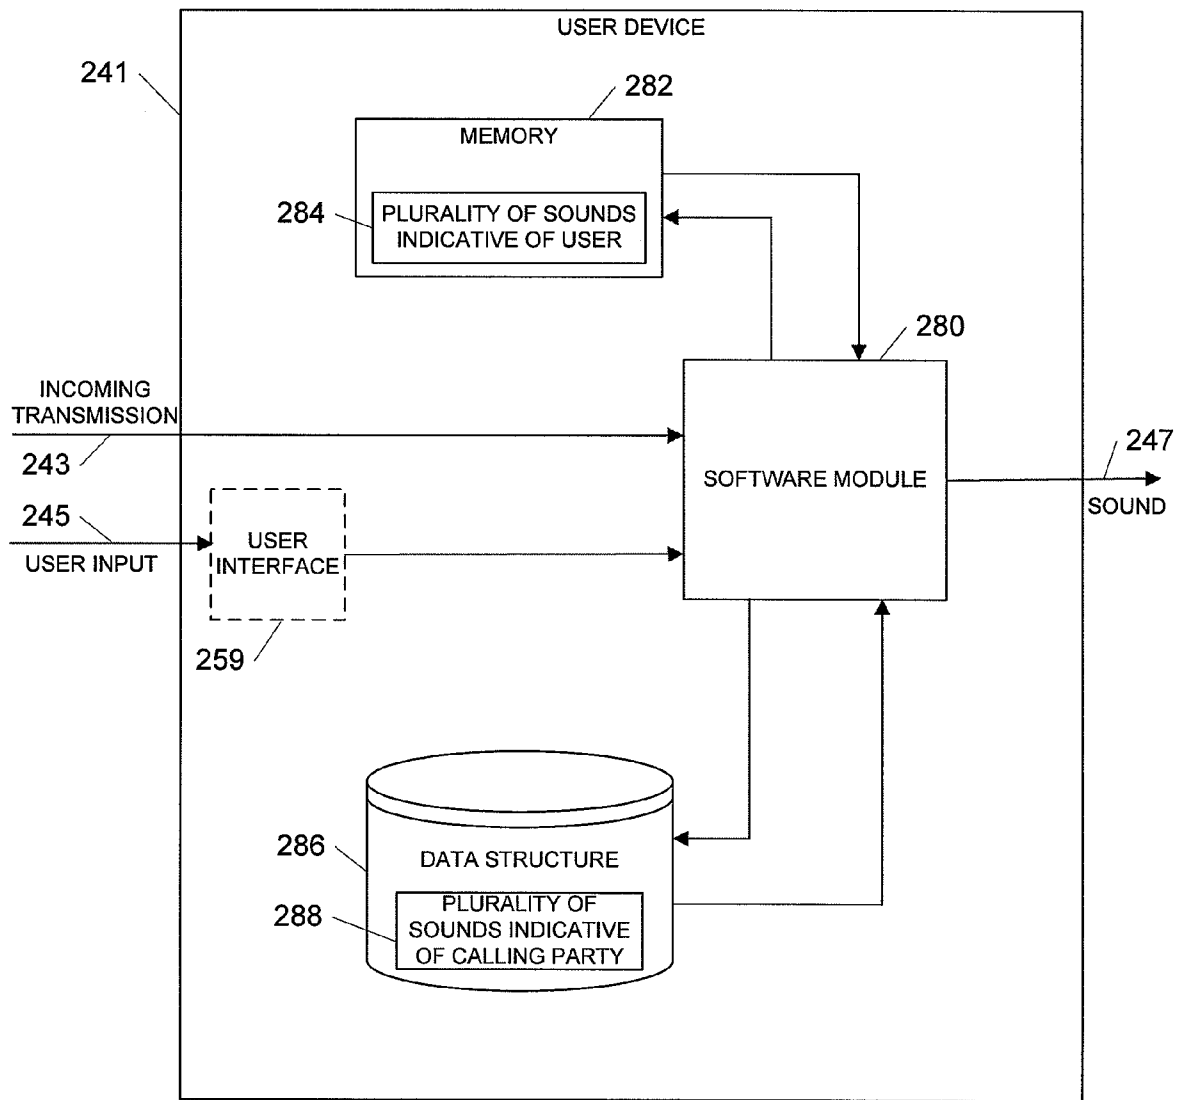 USER DEVICE
241
282
MEMORY
284
PLURALITY OF SOUNDS
INDICATIVE OF USER
280
INCOMING
TRANSMISSION
243
247
SOFTWARE MODULE
SOUND
245
USER INPUT
USER
INTERFACE
259
286
DATA STRUCTURE
288
PLURALITY OF
SOUNDS INDICATIVE
OF CALLING PARTY